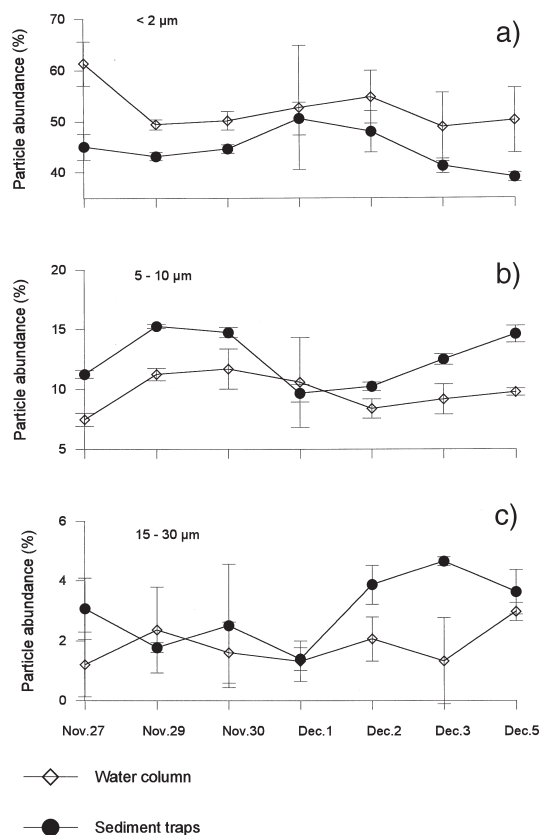 < 2 µm
a)
Particle abundance (%)
70
60
50
40
5 - 10 µm
b)
Particle abundance (%)
20
15
10
5
15 - 30 µm
c)
Particle abundance (%)
6
4
2
0
Nov.27 Nov.29 Nov.30 Dec.1 Dec.2 Dec.3 Dec.5
Water column
Sediment traps